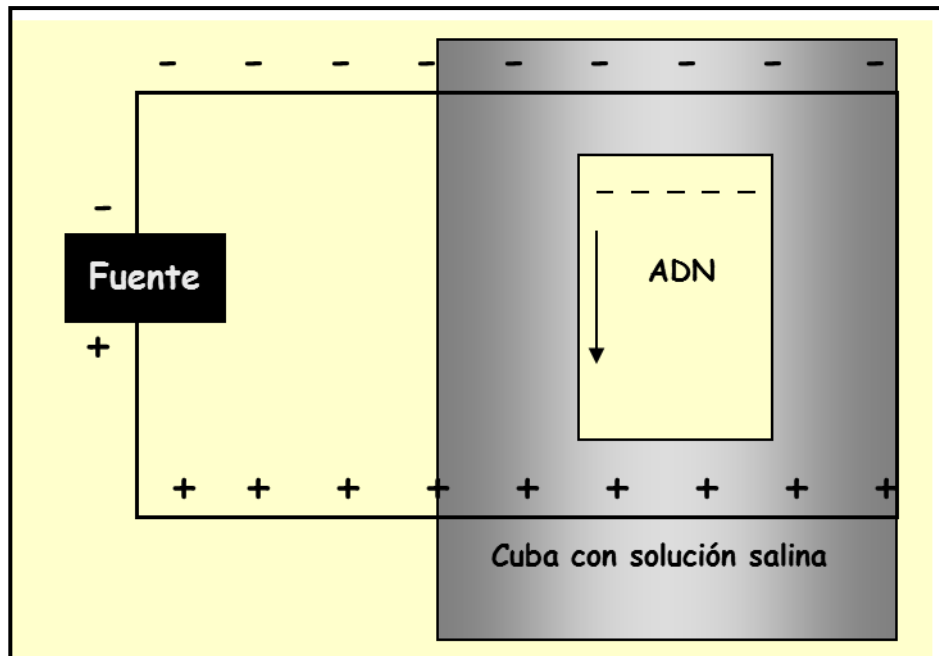 - - - - - - - - -
-
- - - - -
Fuente
ADN
+
+ + + + + + + + +
Cuba con solución salina